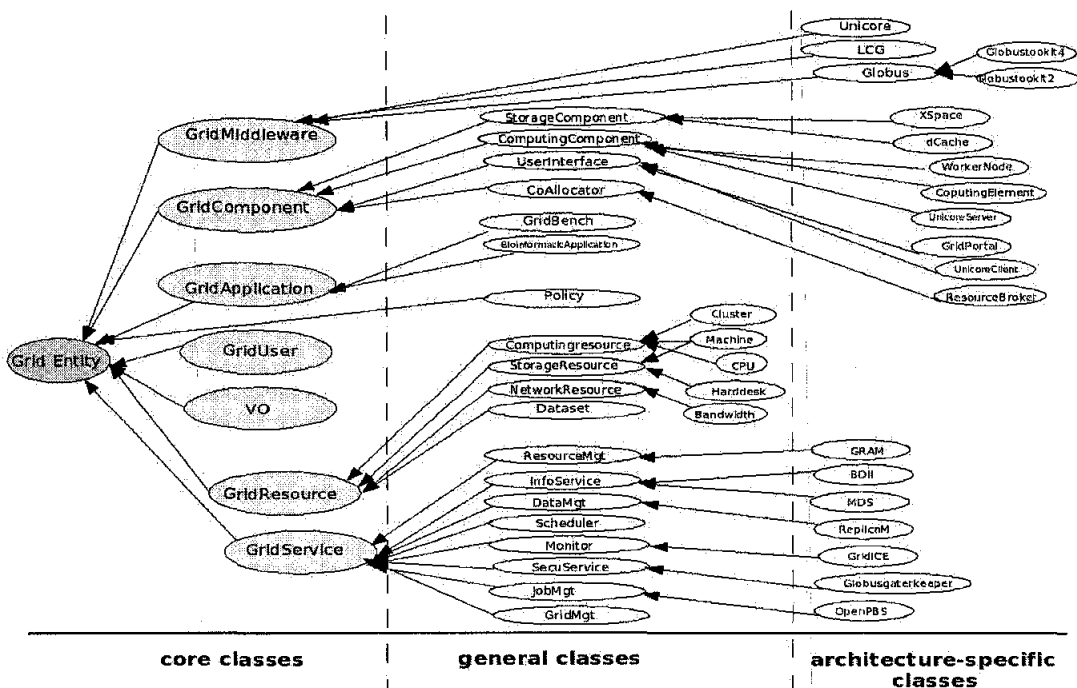 Grid Entity
GridMiddleware
GridComponent
GridApplication
GridUser
VO
GridResource
GridService
StorageComponent
ComputingComponent
UserInterface
CoAllocator
GridBench
Policy
Computingresource
StorageResource
NetworkResource
Dataset
Cluster
Machine
CPU
Harddesk
Bandwidth
ResourceMgt
InfoService
DataMgt
Scheduler
Monitor
SecuService
JobMgt
GridMgt
Unicore
LCG
Globus
Globustookit4
XSpace
dCache
WorkerNode
CoputingElement
UnicoreServer
GridPortal
UnicoreClient
ResourceBroker
GRAM
BDII
MDS
GridICE
Globusgaterkeeper
OpenPBS
core classes
general classes
architecture-specific
classes